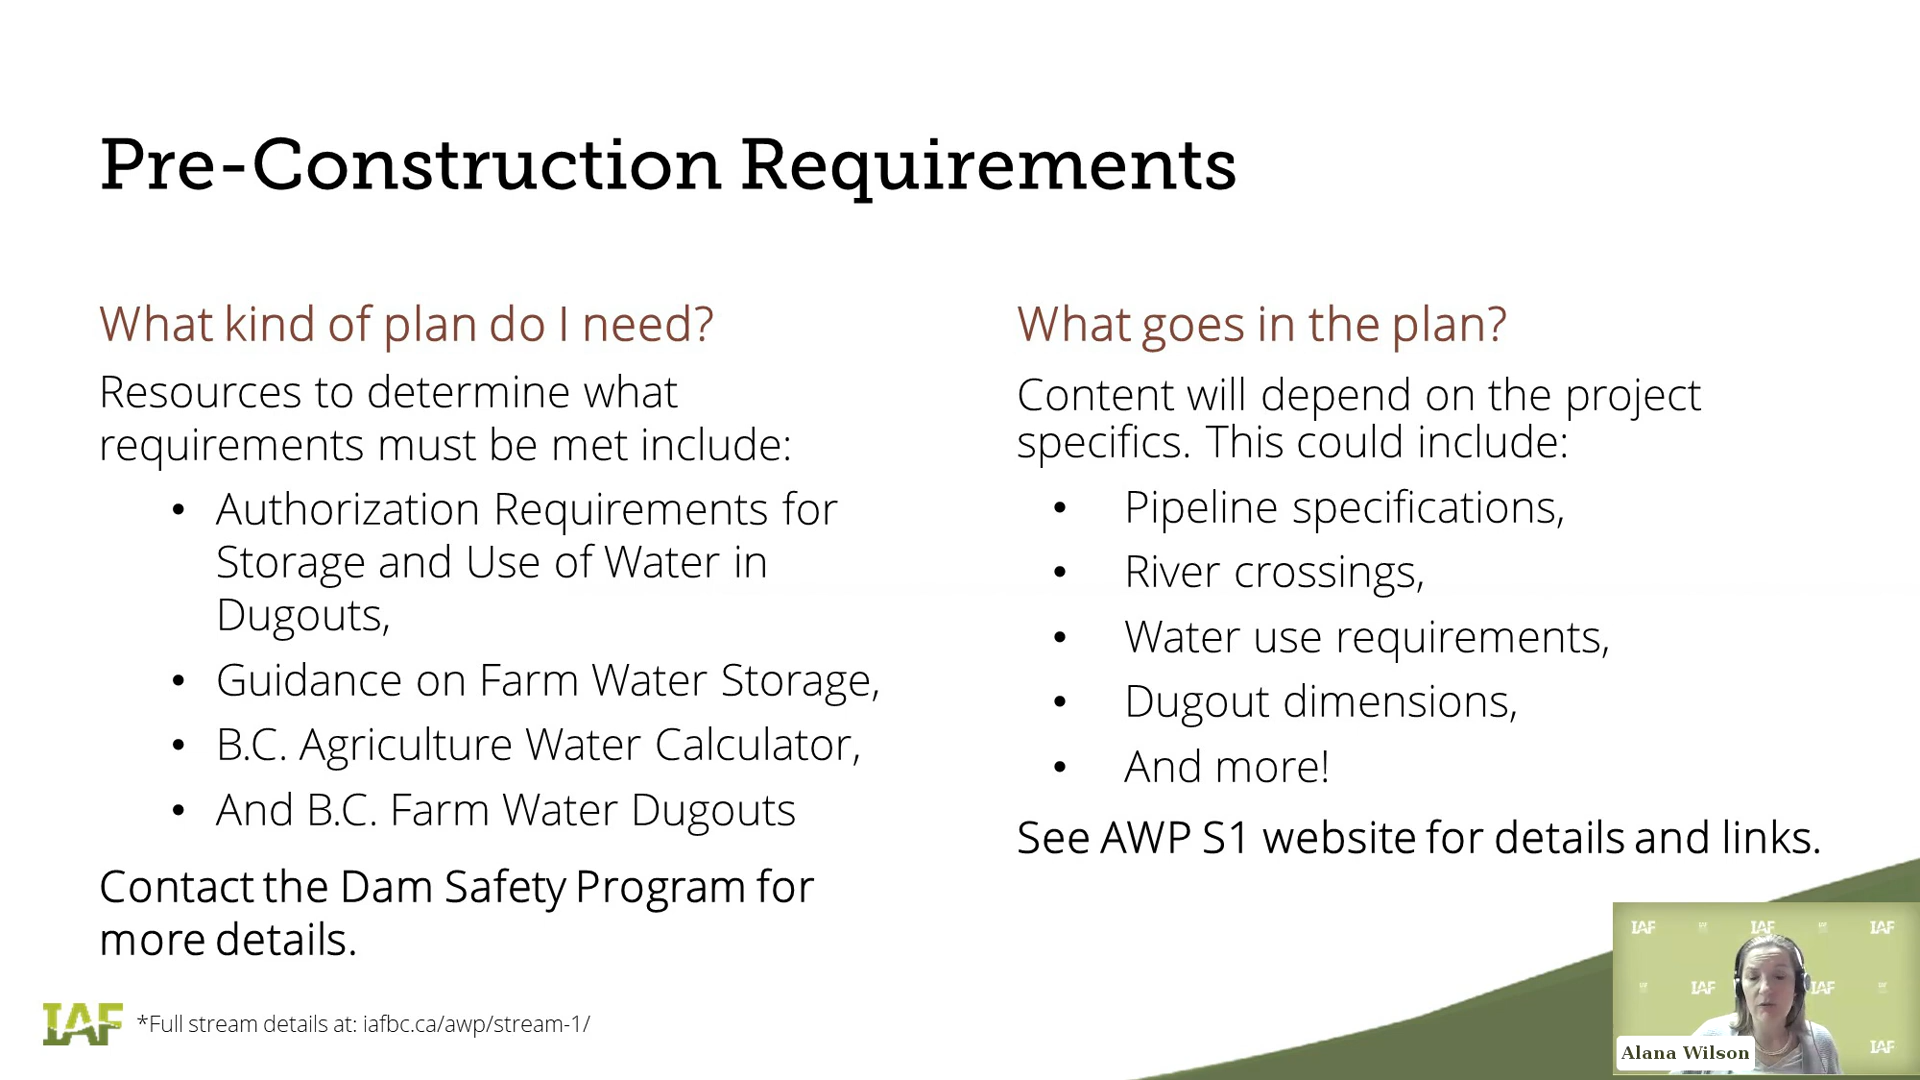 Pre-Construction Requirements
What kind of plan do I need?
Resources to determine what
requirements must be met include:
• Authorization Requirements for
Storage and Use of Water in
Dugouts,
• Guidance on Farm Water Storage,
• B.C. Agriculture Water Calculator,
• And B.C. Farm Water Dugouts
Contact the Dam Safety Program for
more details.
What goes in the plan?
Content will depend on the project
specifics. This could include:
• Pipeline specifications,
• River crossings,
• Water use requirements,
• Dugout dimensions,
• And more!
See AWP S1 website for details and links.
IAF
*Full stream details at: iafbc.ca/awp/stream-1/
IAF IAF IAF
IAF IAF
IAF
Alana Wilson